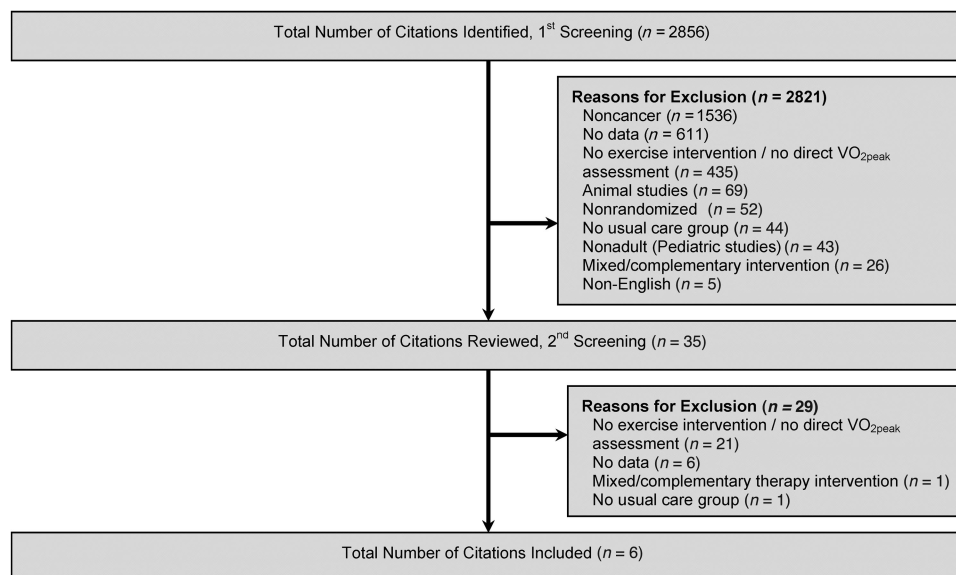 Total Number of Citations Identified, 1st Screening (n = 2856)
Reasons for Exclusion (n = 2821)
Noncancer (n = 1536)
No data (n = 611)
No exercise intervention / no direct VO2peak
assessment (n = 435)
Animal studies (n = 69)
Nonrandomized (n = 52)
No usual care group (n = 44)
Nonadult (Pediatric studies) (n = 43)
Mixed/complementary intervention (n = 26)
Non-English (n = 5)
Total Number of Citations Reviewed, 2nd Screening (n = 35)
Reasons for Exclusion (n = 29)
No exercise intervention / no direct VO2peak
assessment (n = 21)
No data (n = 6)
Mixed/complementary therapy intervention (n = 1)
No usual care group (n = 1)
Total Number of Citations Included (n = 6)